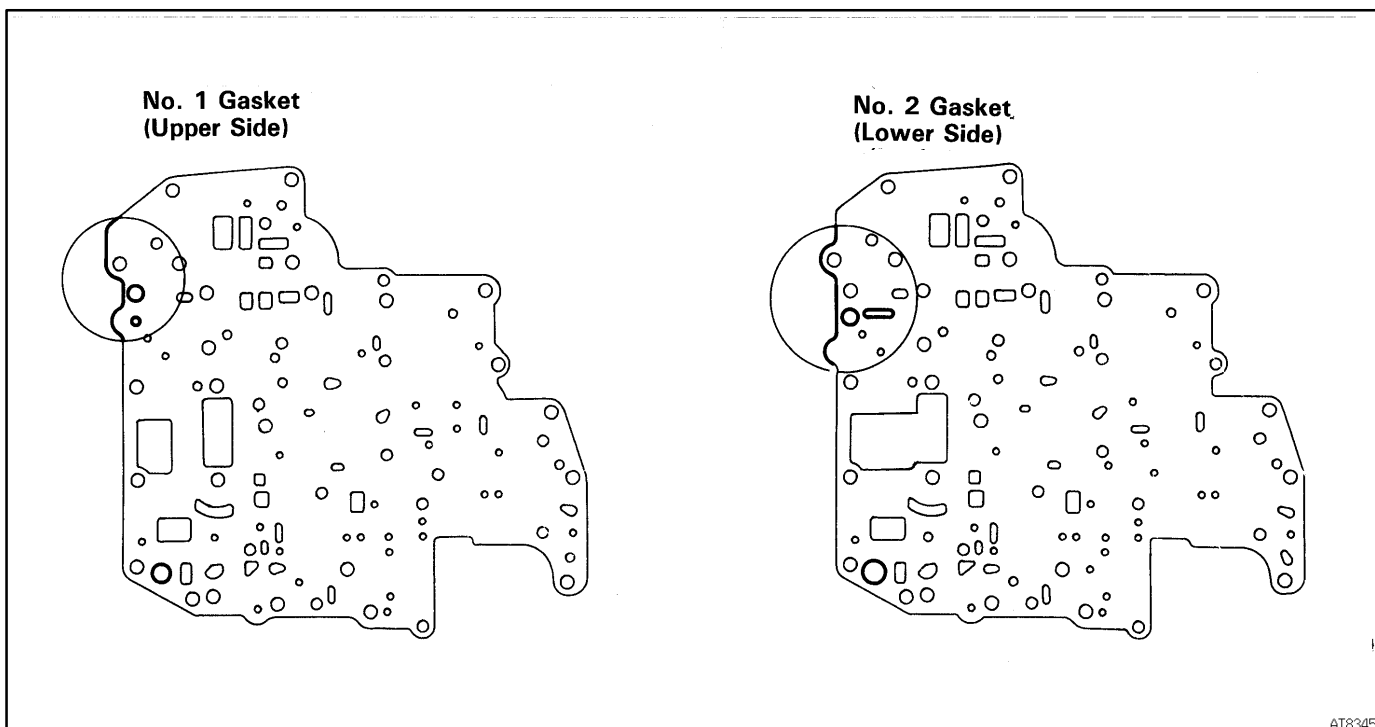 No. 1 Gasket
(Upper Side)
No. 2 Gasket
(Lower Side)
AT8345